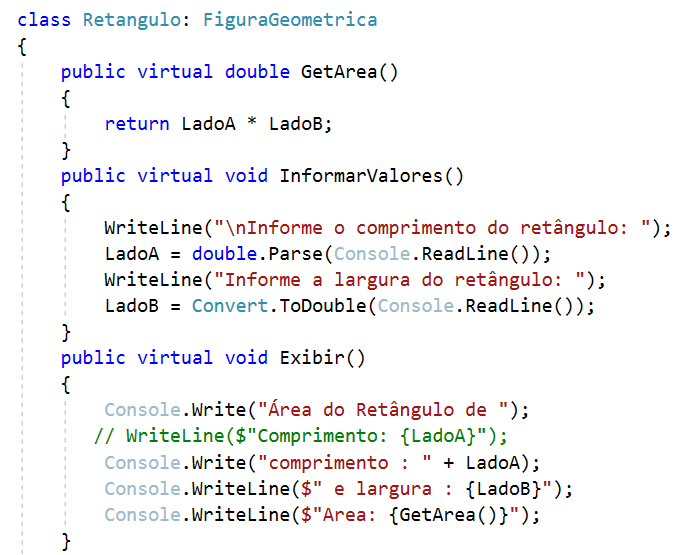 class Retangulo: FiguraGeometrica
{
public virtual double GetArea()
{
return LadoA * LadoB;
}
public virtual void InformarValores()
{
WriteLine("\nInforme o comprimento do retângulo: ");
LadoA = double.Parse(Console.ReadLine());
WriteLine("Informe a largura do retângulo: ");
LadoB = Convert.ToDouble(Console.ReadLine());
}
public virtual void Exibir()
{
Console.Write("Área do Retângulo de ");
// WriteLine($"Comprimento: {LadoA}");
Console.Write("comprimento : " + LadoA);
Console.WriteLine($" e largura : {LadoB}");
Console.WriteLine($"Area: {GetArea()}");
}